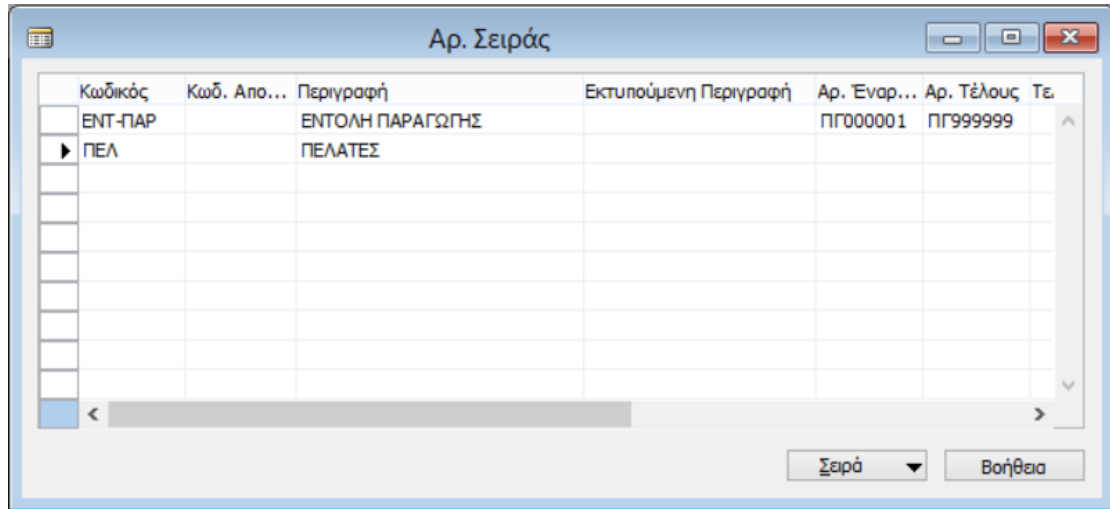 Αρ. Σειράς
Κωδικός Κωδ. Απο... Περιγραφή Εκτυπούμενη Περιγραφή Αρ. Έναρ... Αρ. Τέλους Τε
ΕΝΤ-ΠΑΡ ΕΝΤΟΛΗ ΠΑΡΑΓΩΓΗΣ ΠΓ000001 ΠΓ999999
ΠΕΛ ΠΕΛΑΤΕΣ
Σειρά Βοήθεια